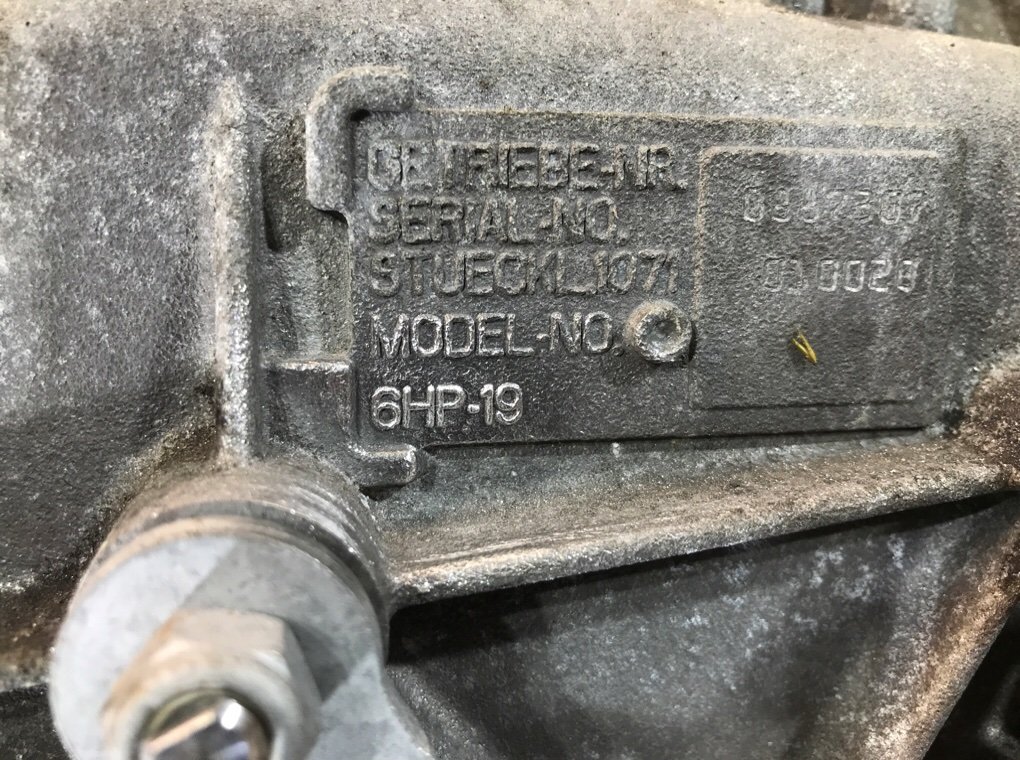 GETRIEBE-NR.
SERIAL-NO.
STUECKL.1071
MODEL-NO.
6HP-19